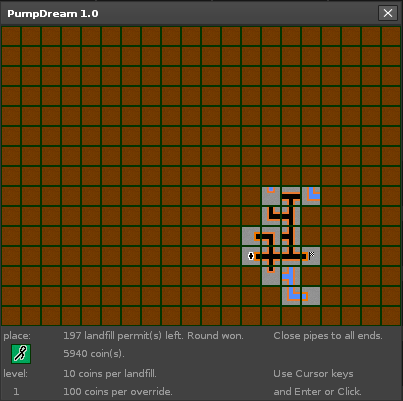 PumpDream 1.0
place: 197 landfill permit(s) left. Round won. Close pipes to all ends.
5940 coin(s).
level: 10 coins per landfill. Use Cursor keys
1 100 coins per override. and Enter or Click.